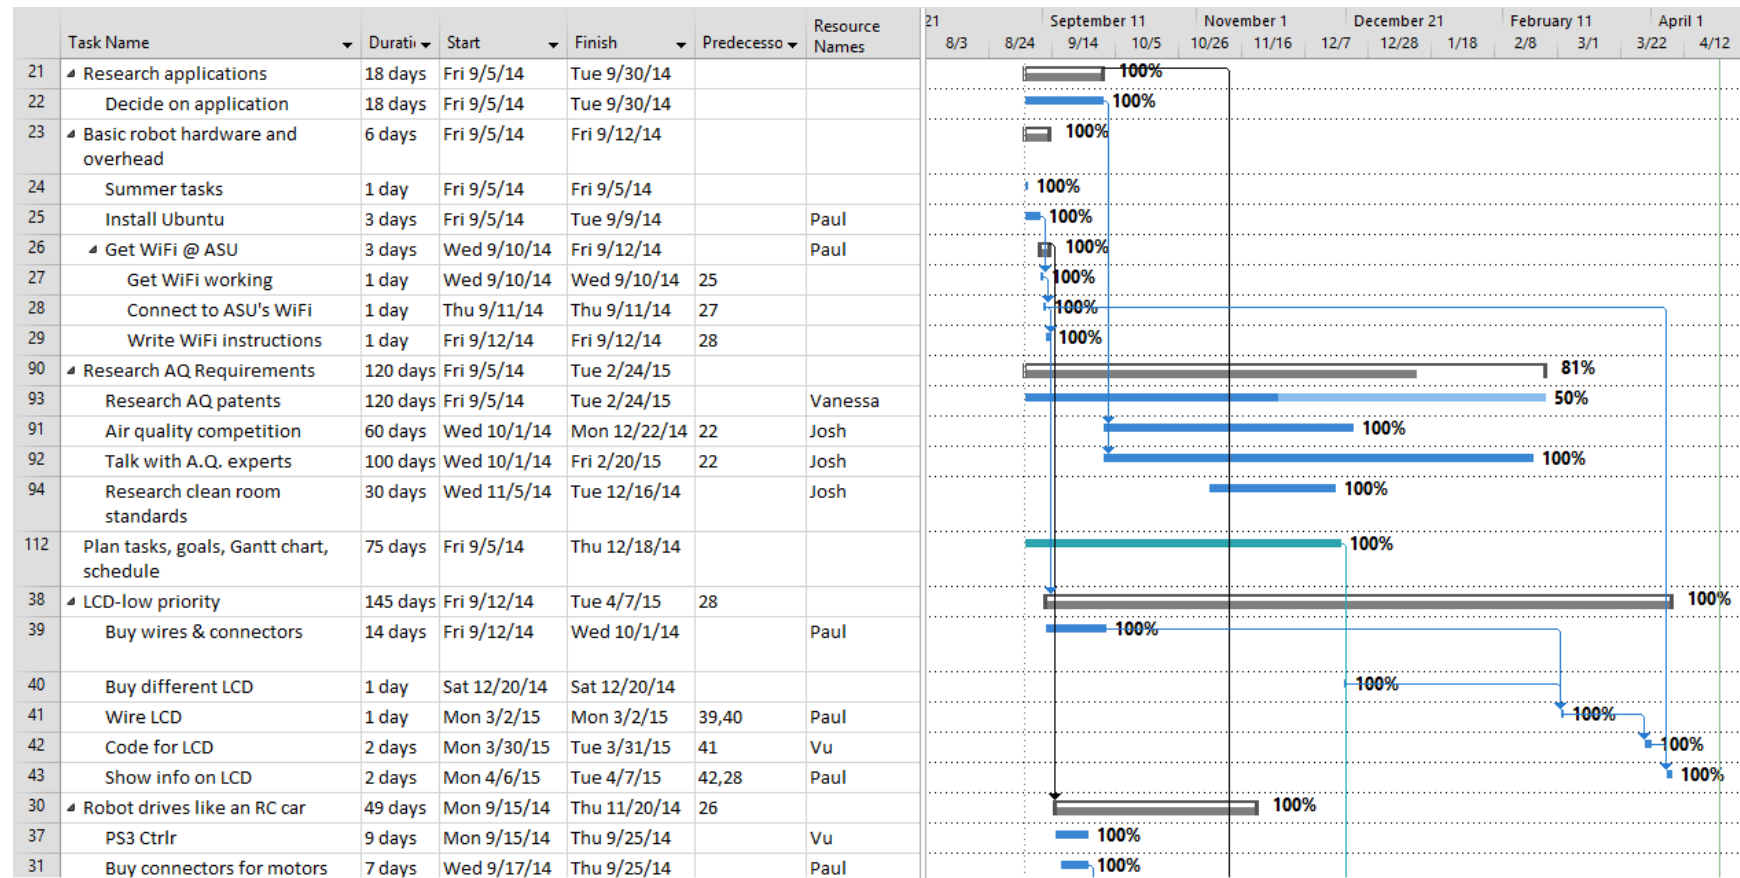 Resource
21 September 11 November 1 December 21 February 11 April 1
Task Name Durati Start Finish Predecesso Names 8/3 8/24 9/14 10/5 10/26 11/16 12/7 12/28 1/18 2/8 3/1 3/22 4/12
21 Research applications 18 days Fri 9/5/14 Tue 9/30/14 100%
22 Decide on application 18 days Fri 9/5/14 Tue 9/30/14 100%
23 Basic robot hardware and 6 days Fri 9/5/14 Fri 9/12/14 100%
overhead
24 Summer tasks 1 day Fri 9/5/14 Fri 9/5/14 100%
25 Install Ubuntu 3 days Fri 9/5/14 Tue 9/9/14 Paul 100%
26 Get WiFi @ ASU 3 days Wed 9/10/14 Fri 9/12/14 Paul 100%
27 Get WiFi working 1 day Wed 9/10/14 Wed 9/10/14 25 100%
28 Connect to ASU's WiFi 1 day Thu 9/11/14 Thu 9/11/14 27 100%
29 Write WiFi instructions 1 day Fri 9/12/14 Fri 9/12/14 28 100%
90 Research AQ Requirements 120 days Fri 9/5/14 Tue 2/24/15 81%
93 Research AQ patents 120 days Fri 9/5/14 Tue 2/24/15 Vanessa 50%
91 Air quality competition 60 days Wed 10/1/14 Mon 12/22/14 22 Josh 100%
92 Talk with A.Q. experts 100 days Wed 10/1/14 Fri 2/20/15 22 Josh 100%
94 Research clean room 30 days Wed 11/5/14 Tue 12/16/14 Josh 100%
standards
112 Plan tasks, goals, Gantt chart, 75 days Fri 9/5/14 Thu 12/18/14 100%
schedule
38 LCD-low priority 145 days Fri 9/12/14 Tue 4/7/15 28 100%
39 Buy wires & connectors 14 days Fri 9/12/14 Wed 10/1/14 Paul 100%
40 Buy different LCD 1 day Sat 12/20/14 Sat 12/20/14 100%
41 Wire LCD 1 day Mon 3/2/15 Mon 3/2/15 39,40 Paul 100%
42 Code for LCD 2 days Mon 3/30/15 Tue 3/31/15 41 Vu 100%
43 Show info on LCD 2 days Mon 4/6/15 Tue 4/7/15 42,28 Paul 100%
30 Robot drives like an RC car 49 days Mon 9/15/14 Thu 11/20/14 26 100%
37 PS3 Ctrlr 9 days Mon 9/15/14 Thu 9/25/14 Vu 100%
31 Buy connectors for motors 7 days Wed 9/17/14 Thu 9/25/14 Paul 100%